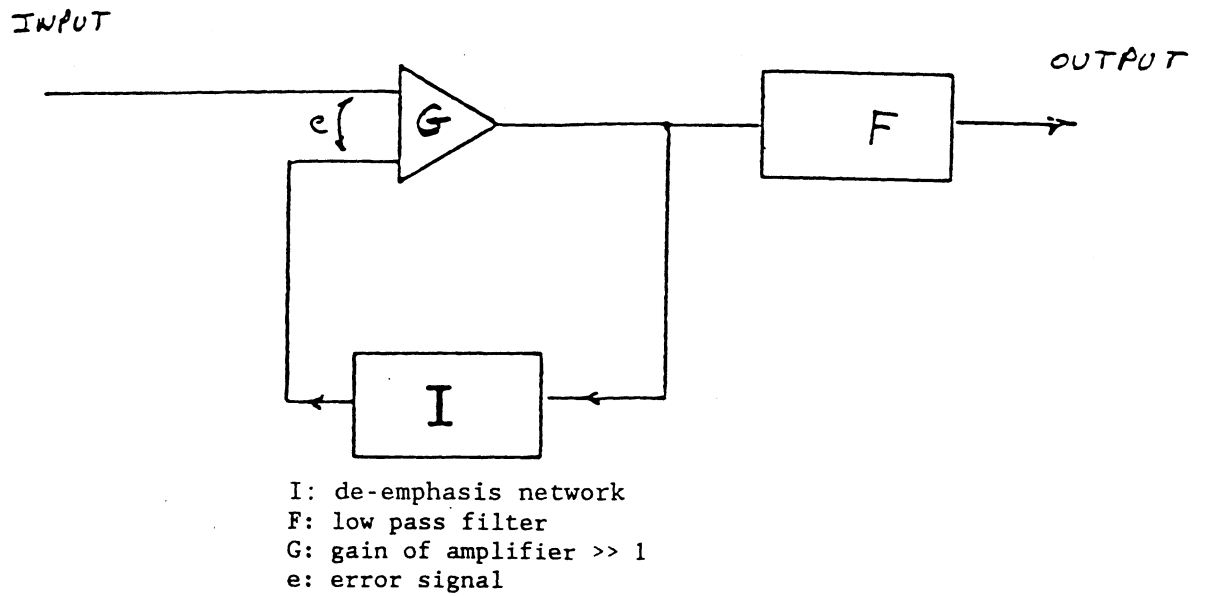 INPUT
OUTPUT
e
G
F
I
I: de-emphasis network
F: low pass filter
G: gain of amplifier >> 1
e: error signal